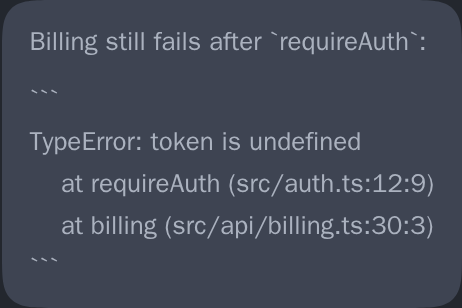 Billing still fails after `requireAuth`:
```
TypeError: token is undefined
    at requireAuth (src/auth.ts:12:9)
    at billing (src/api/billing.ts:30:3)
```